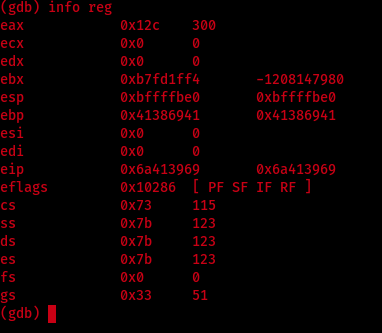 (gdb) info reg
eax 0x12c 300
ecx 0x0 0
edx 0x0 0
ebx 0xb7fd1ff4 -1208147980
esp 0xbffffbe0 0xbffffbe0
ebp 0x41386941 0x41386941
esi 0x0 0
edi 0x0 0
eip 0x6a413969 0x6a413969
eflags 0x10286 [ PF SF IF RF ]
cs 0x73 115
ss 0x7b 123
ds 0x7b 123
es 0x7b 123
fs 0x0 0
gs 0x33 51
(gdb)